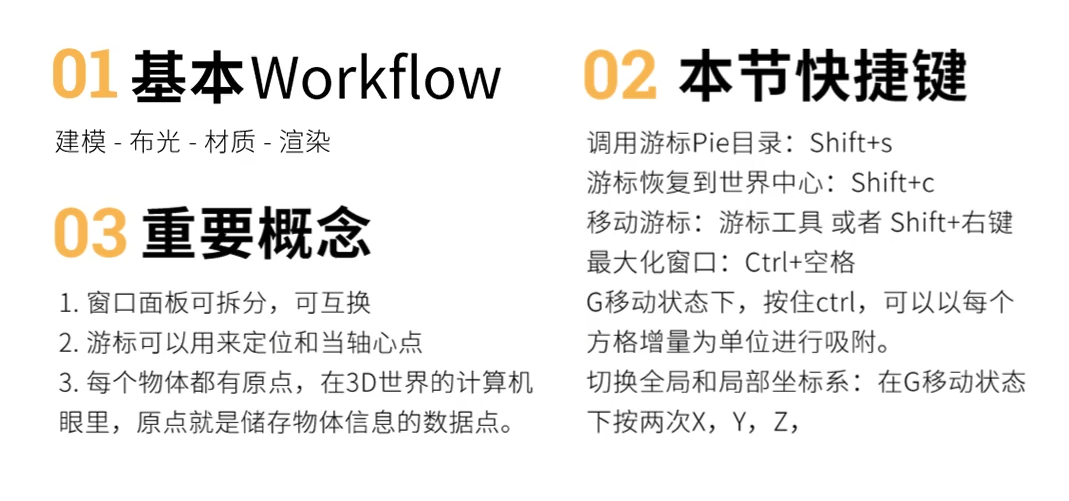 01 基本Workflow
建模 - 布光 - 材质 - 渲染
03 重要概念
1. 窗口面板可拆分，可互换
2. 游标可以用来定位和当轴心点
3. 每个物体都有原点，在3D世界的计算机
眼里，原点就是储存物体信息的数据点。
02 本节快捷键
调用游标Pie目录：Shift+s
游标恢复到世界中心：Shift+c
移动游标：游标工具 或者 Shift+右键
最大化窗口：Ctrl+空格
G移动状态下，按住ctrl，可以以每个
方格增量为单位进行吸附。
切换全局和局部坐标系：在G移动状态
下按两次X，Y，Z，